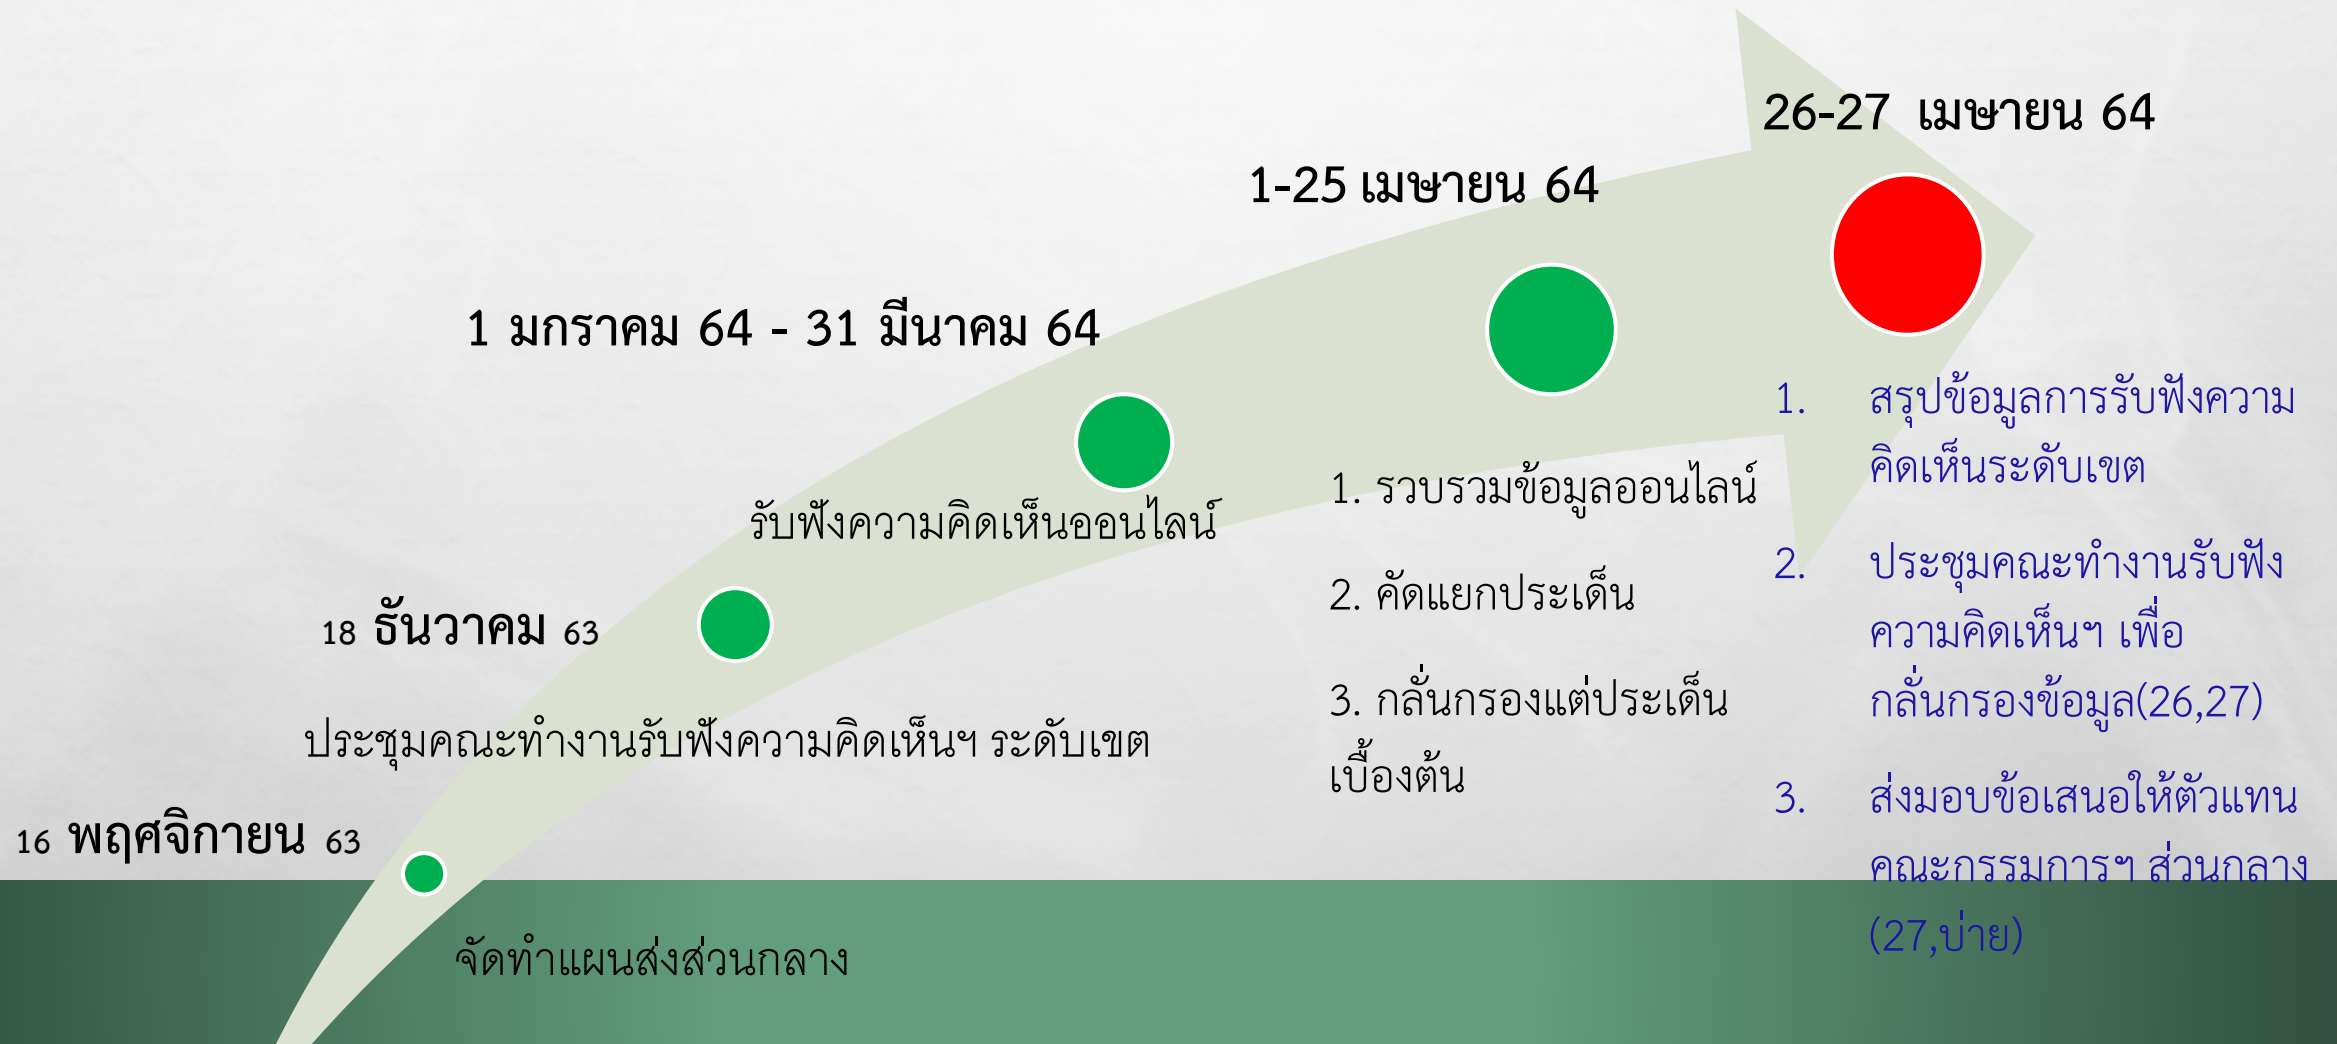 16 พฤศจิกายน 63
จัดทำแผนส่งส่วนกลาง
18 ธันวาคม 63
ประชุมคณะทำงานรับฟังความคิดเห็นฯ ระดับเขต
1 มกราคม 64 - 31 มีนาคม 64
รับฟังความคิดเห็นออนไลน์
1-25 เมษายน 64
1. รวบรวมข้อมูลออนไลน์
2. คัดแยกประเด็น
3. กลั่นกรองแต่ประเด็น
เบื้องต้น
26-27 เมษายน 64
1. สรุปข้อมูลการรับฟังความ
คิดเห็นระดับเขต
2. ประชุมคณะทำงานรับฟัง
ความคิดเห็นฯ เพื่อ
กลั่นกรองข้อมูล(26,27)
3. ส่งมอบข้อเสนอให้ตัวแทน
คณะกรรมการฯ ส่วนกลาง
(27,บ่าย)